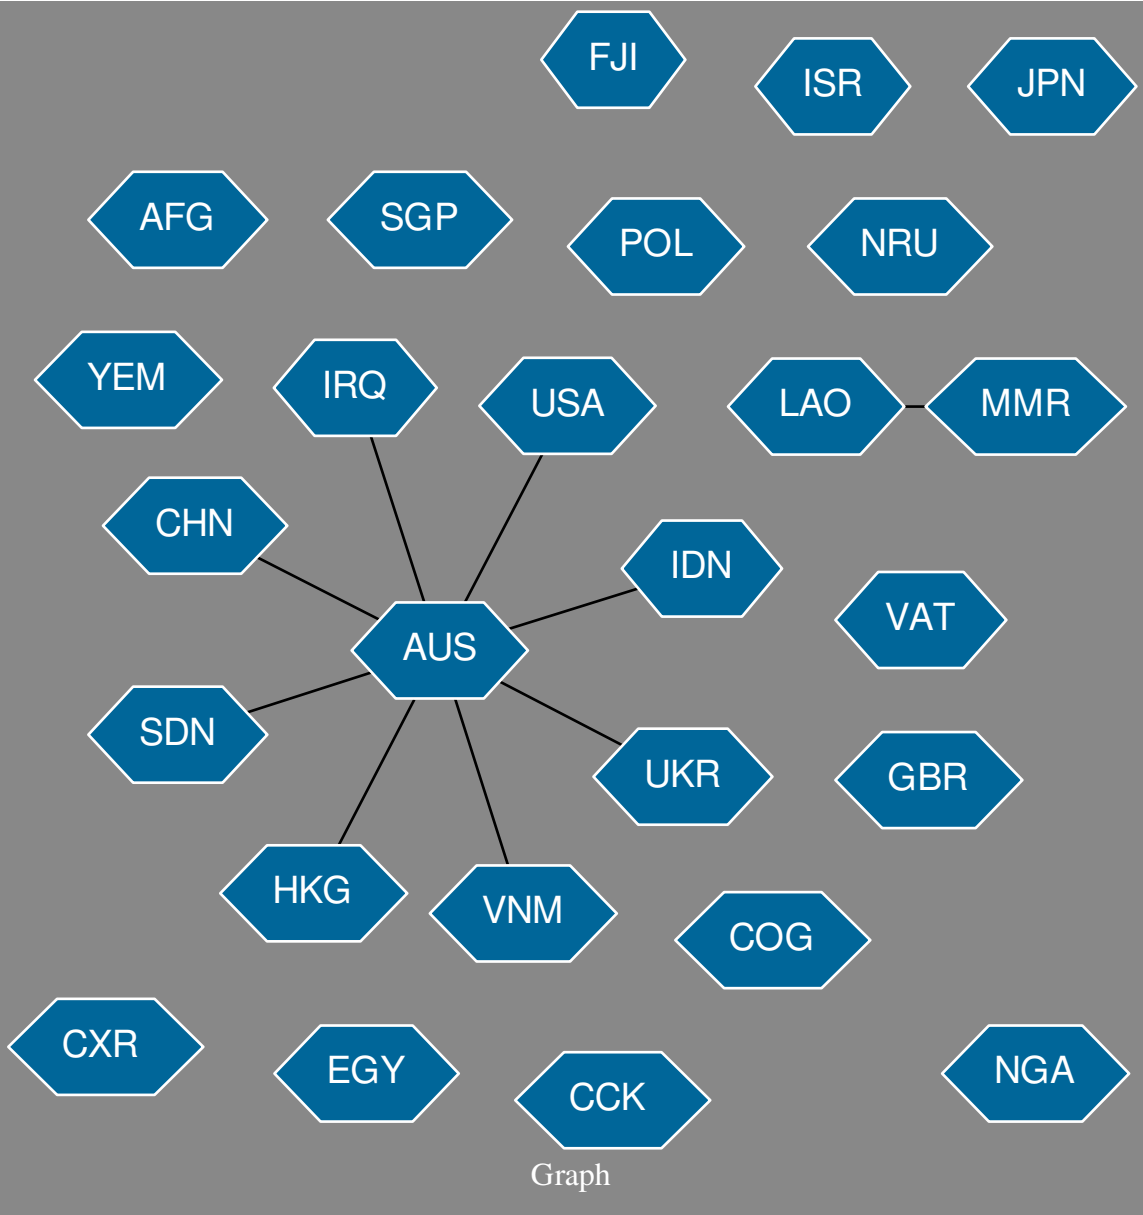 FJI
ISR
JPN
AFG
SGP
POL
NRU
YEM
IRQ
USA
LAO
MMR
CHN
IDN
VAT
AUS
SDN
UKR
GBR
HKG
VNM
COG
CXR
EGY
CCK
NGA
Graph